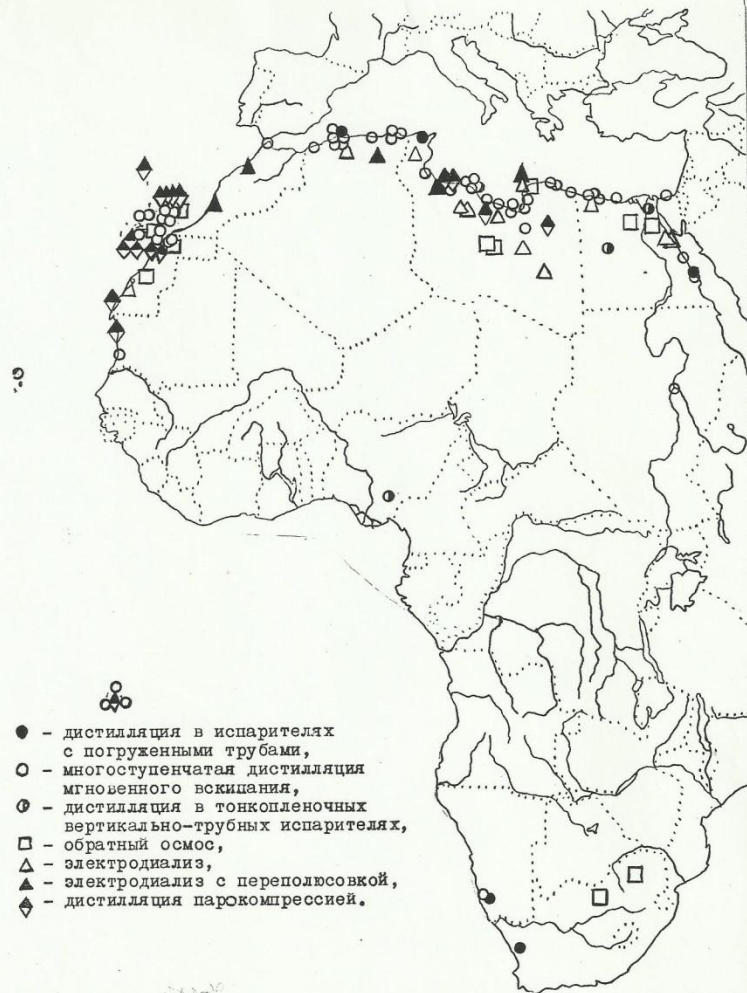 ● - дистилляция в испарителях
с погруженными трубами,
○ - многоступенчатая дистилляция
мгновенного вскипания,
◑ - дистилляция в тонкопленочных
вертикально-трубных испарителях,
□ - обратный осмос,
△ - электродиализ,
▲ - электродиализ с переполюсовкой,
- дистилляция парокомпрессией.